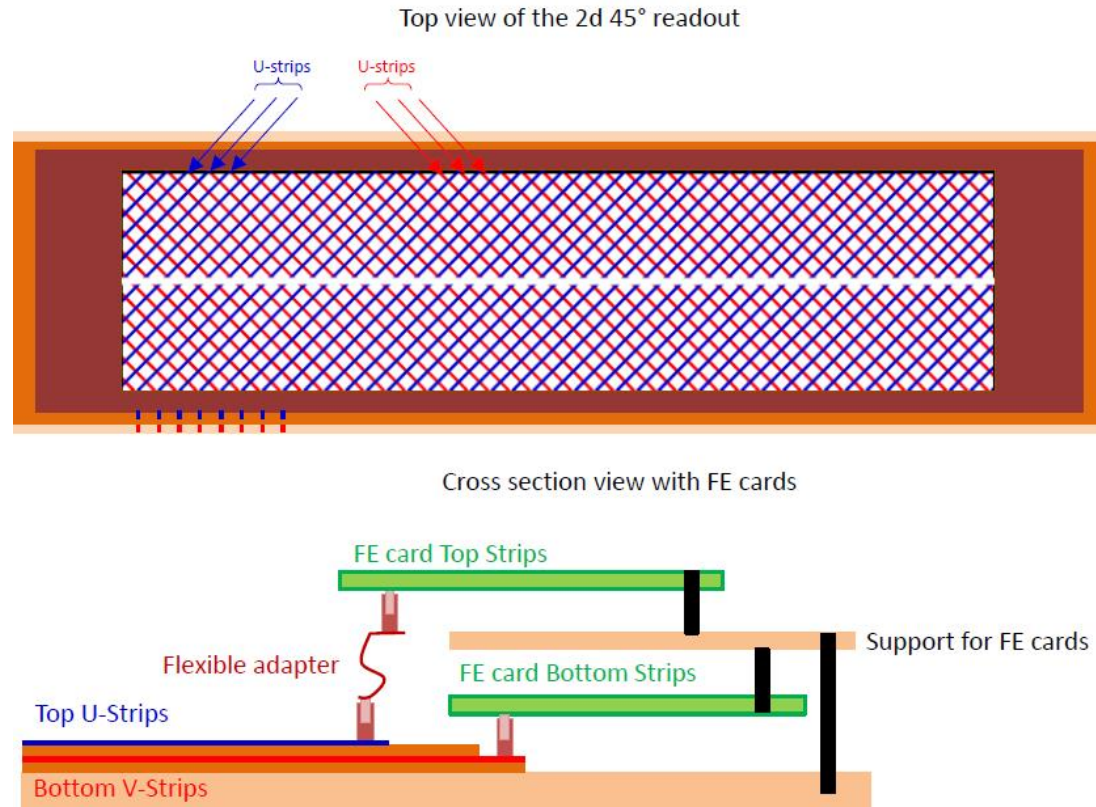 Top view of the 2d 45° readout
U-strips
U-strips
Cross section view with FE cards
FE card Top Strips
Support for FE cards
Flexible adapter
FE card Bottom Strips
Top U-Strips
Bottom V-Strips